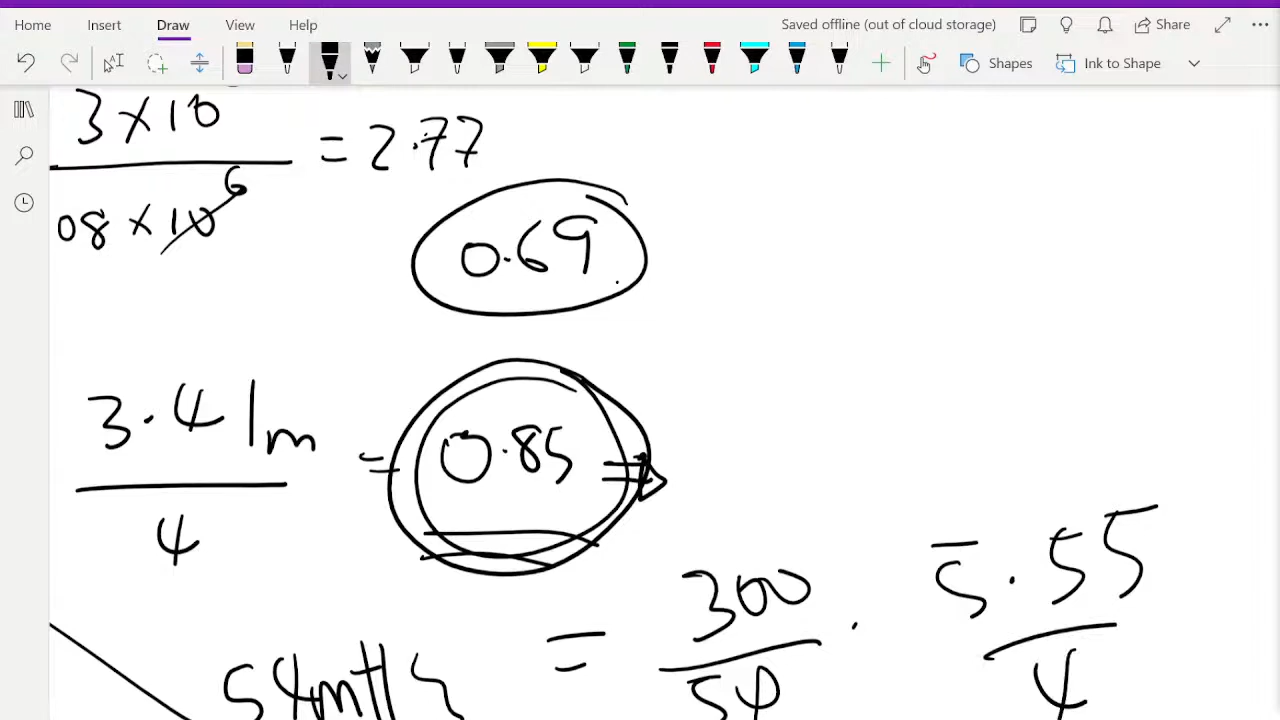 Home Insert Draw View Help Saved offline (out of cloud storage) Share
Shapes Ink to Shape
3 × 10
= 2.77
08 × 10^6
0.69
3.41m
4
= 0.85 ⇒
54mHz = 300
54
5.55
4